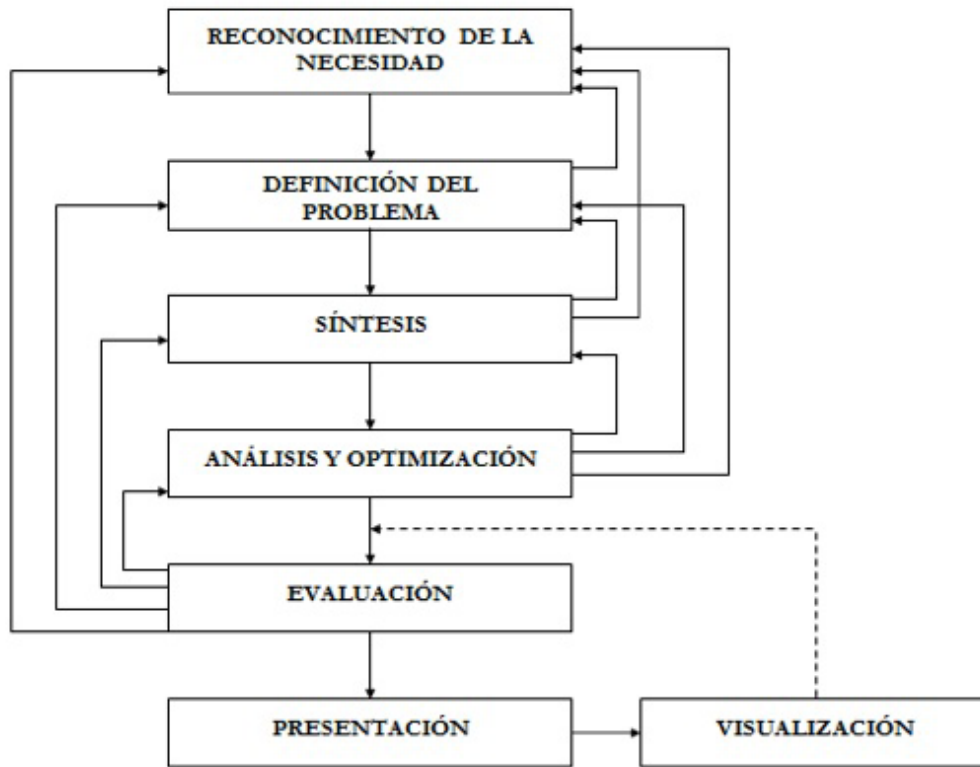 RECONOCIMIENTO DE LA
NECESIDAD
DEFINICIÓN DEL
PROBLEMA
SÍNTESIS
ANÁLISIS Y OPTIMIZACIÓN
EVALUACIÓN
PRESENTACIÓN
VISUALIZACIÓN